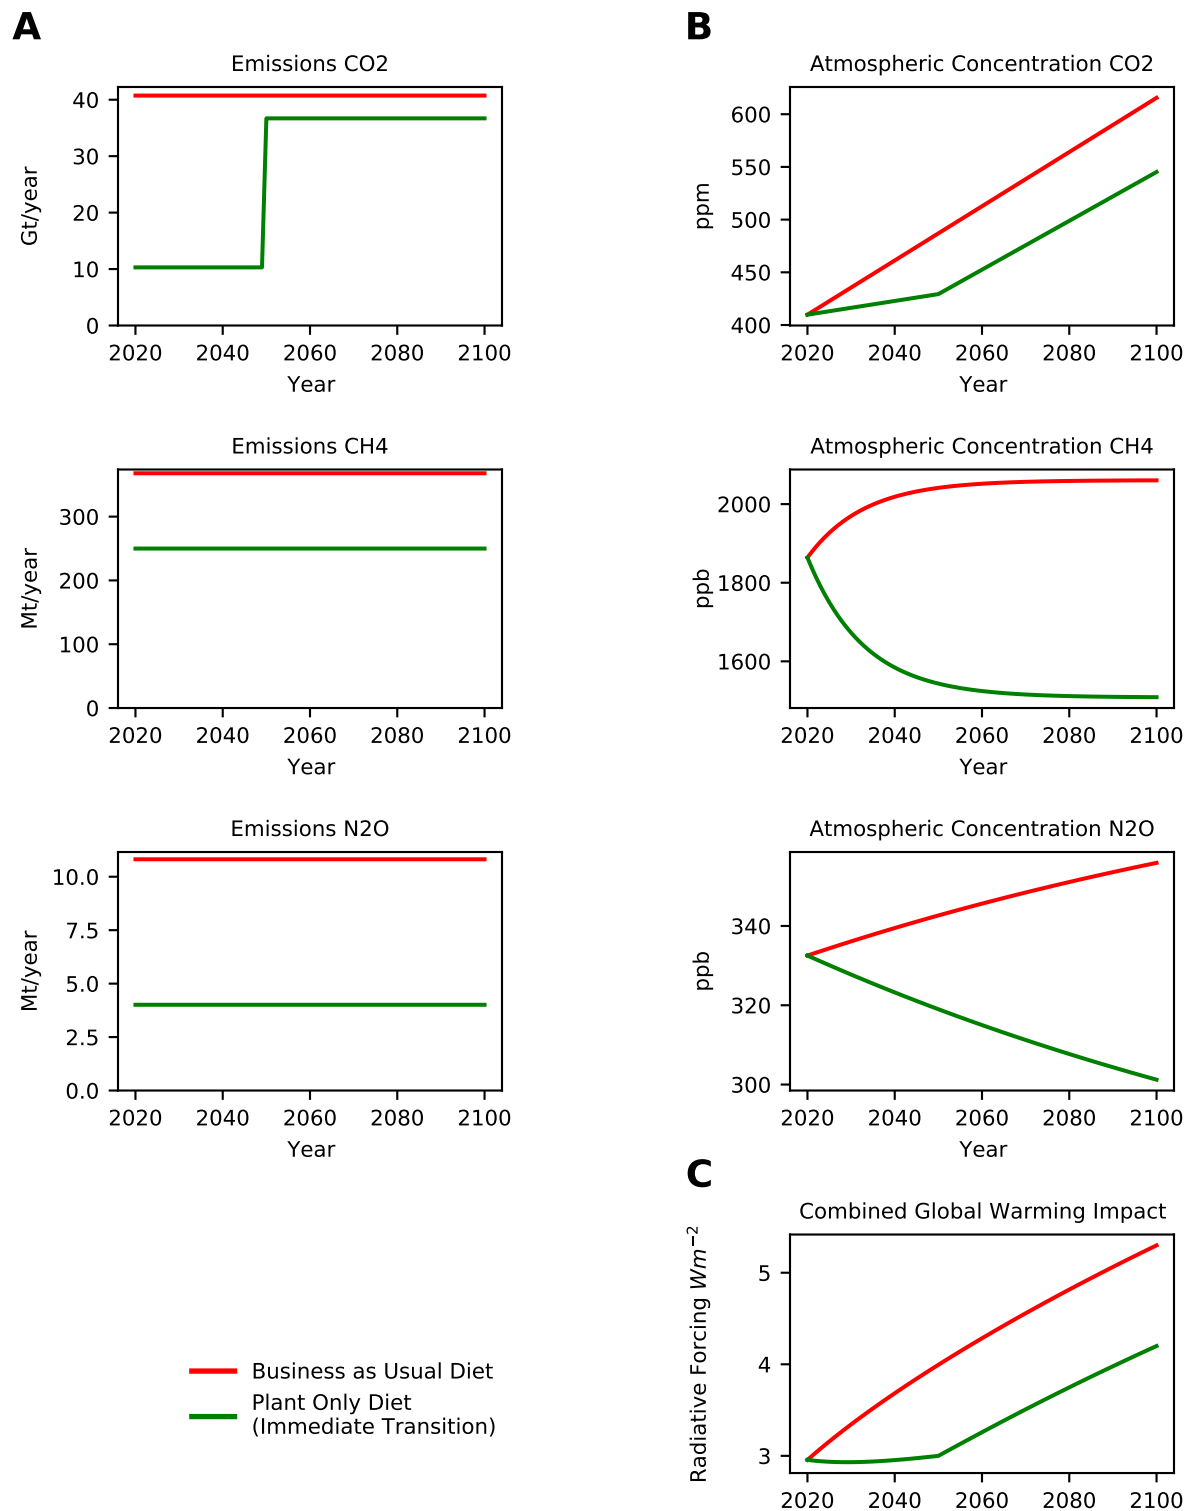 A
Emissions CO2
Gt/year
40
30
20
10
0
2020 2040 2060 2080 2100
Year
Emissions CH4
Mt/year
300
200
100
0
2020 2040 2060 2080 2100
Year
Emissions N2O
Mt/year
10.0
7.5
5.0
2.5
0.0
2020 2040 2060 2080 2100
Year
Business as Usual Diet
Plant Only Diet
(Immediate Transition)
B
Atmospheric Concentration CO2
ppm
600
550
500
450
400
2020 2040 2060 2080 2100
Year
Atmospheric Concentration CH4
ppb
2000
1800
1600
2020 2040 2060 2080 2100
Year
Atmospheric Concentration N2O
ppb
340
320
300
2020 2040 2060 2080 2100
Year
C
Combined Global Warming Impact
Radiative Forcing Wm⁻²
5
4
3
2020 2040 2060 2080 2100